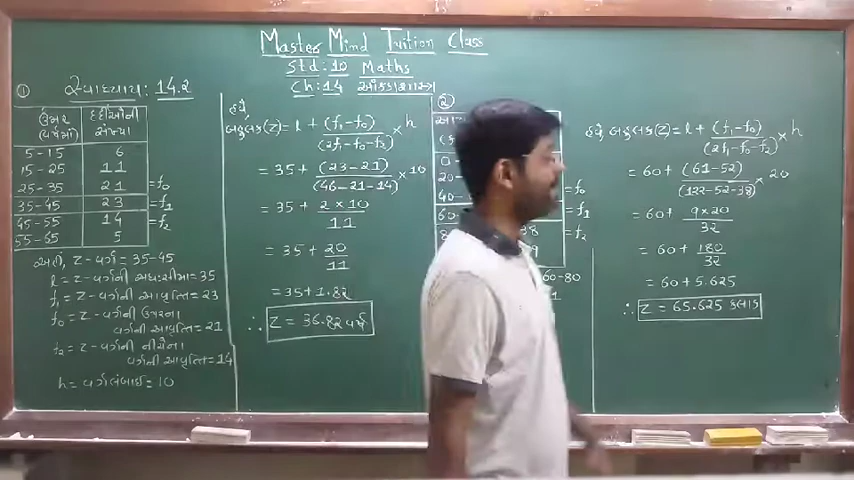 Master Mind Tuition Class
Std: 10 Maths
Ch: 14 આંકડાશાસ્ત્ર
① સ્વાધ્યાય: 14.2
ઉંમર દર્દીઓની
(વર્ષમાં) સંખ્યા
5-15 6
15-25 11
25-35 21 = f₀
35-45 23 = f₁
45-55 14 = f₂
55-65 5
અહીં, Z-વર્ગ = 35-45
l = Z-વર્ગની અધઃસીમા = 35
f₁ = Z-વર્ગની આવૃત્તિ = 23
f₀ = Z-વર્ગની ઉપરના
વર્ગની આવૃત્તિ = 21
f₂ = Z-વર્ગની નીચેના
વર્ગની આવૃત્તિ = 14
h = વર્ગલંબાઈ = 10
હવે,
બહુલક(Z) = l + (f₁-f₀)/(2f₁-f₀-f₂) × h
= 35 + (23-21)/(46-21-14) × 10
= 35 + 2×10/11
= 35 + 20/11
= 35 + 1.82
∴ Z = 36.82 વર્ષ
②
0-
20-
40- = f₀
60- = f₁
8 38 = f₂
60-80
હવે, બહુલક(Z) = l + (f₁-f₀)/(2f₁-f₀-f₂) × h
= 60 + (61-52)/(122-52-38) × 20
= 60 + 9×20/32
= 60 + 180/32
= 60 + 5.625
∴ Z = 65.625 કલાક